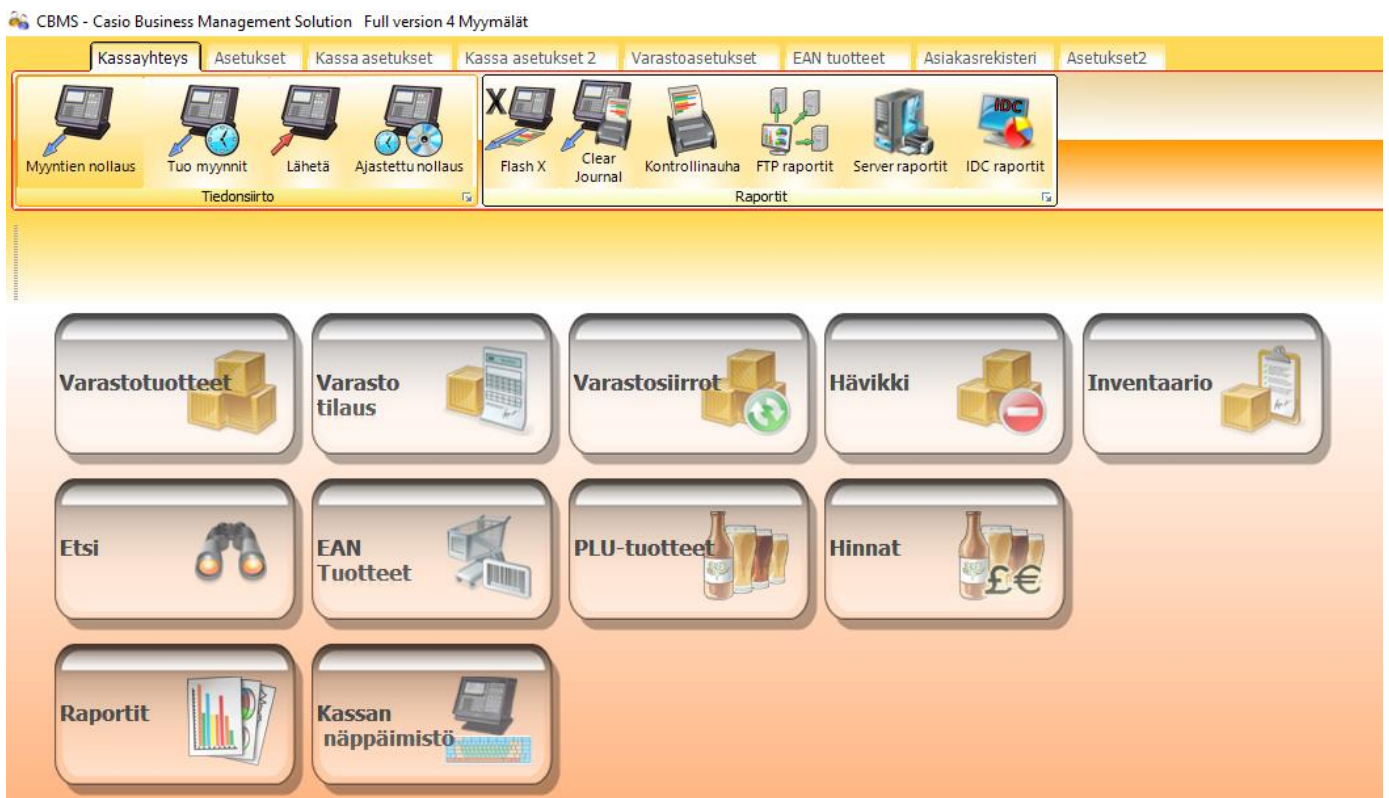 CBMS - Casio Business Management Solution Full version 4 Myymälät
Kassayhteys Asetukset Kassa asetukset Kassa asetukset 2 Varastoasetukset EAN tuotteet Asiakasrekisteri Asetukset2
Myyntien nollaus Tuo myynnit Lähetä Ajastettu nollaus
Tiedonsiirto
X
Flash X
Clear
Journal
Kontrollinauha
FTP raportit
Server raportit
IDC
IDC raportit
Raportit
Varastotuotteet
Varasto
tilaus
Varastosiirrot
Hävikki
Inventaario
Etsi
EAN
Tuotteet
PLU-tuotteet
Hinnat
£€
Raportit
Kassan
näppäimistö